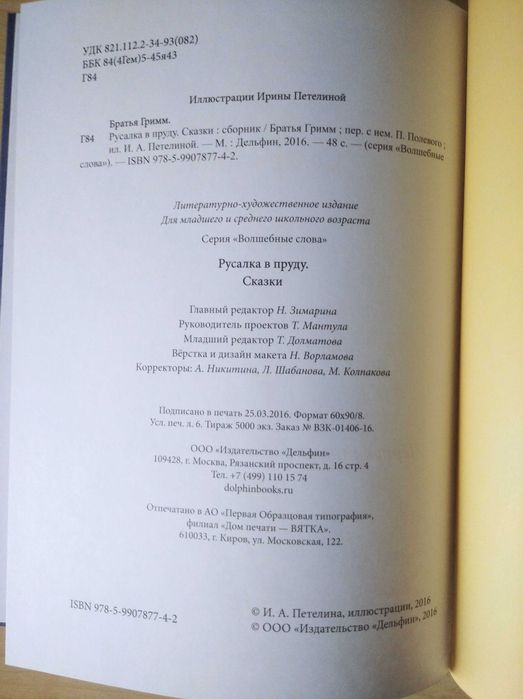 УДК 821.112.2-34-93(082)
ББК 84(4Гем)5-45я43
Г84
Иллюстрации Ирины Петелиной
Братья Гримм.
Г84 Русалка в пруду. Сказки : сборник / Братья Гримм ; пер. с нем. П. Полевого ;
ил. И. А. Петелиной. — М. : Дельфин, 2016. — 48 с. — (серия «Волшебные
слова»). — ISBN 978-5-9907877-4-2.
Литературно-художественное издание
Для младшего и среднего школьного возраста
Серия «Волшебные слова»
Русалка в пруду.
Сказки
Главный редактор Н. Зимарина
Руководитель проектов Т. Мантула
Младший редактор Т. Долматова
Вёрстка и дизайн макета Н. Ворламова
Корректоры: А. Никитина, Л. Шабанова, М. Колпакова
Подписано в печать 25.03.2016. Формат 60х90/8.
Усл. печ. л. 6. Тираж 5000 экз. Заказ № ВЗК-01406-16.
ООО «Издательство «Дельфин»
109428, г. Москва, Рязанский проспект, д. 16 стр. 4
Тел. +7 (499) 110 15 74
dolphinbooks.ru
Отпечатано в АО «Первая Образцовая типография»,
филиал «Дом печати — ВЯТКА».
610033, г. Киров, ул. Московская, 122.
ISBN 978-5-9907877-4-2
© И. А. Петелина, иллюстрации, 2016
© ООО «Издательство «Дельфин», 2016